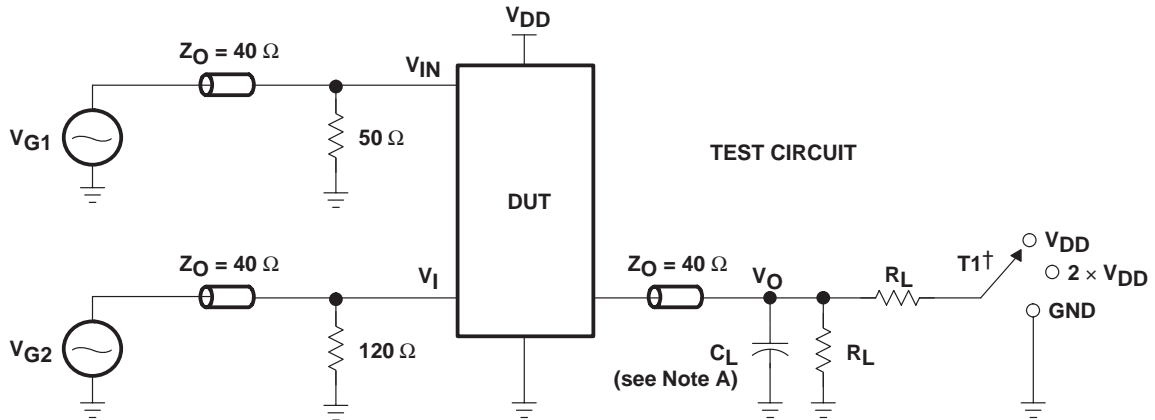 VDD
ZO = 40 Ω
VIN
VG1
50 Ω
TEST CIRCUIT
DUT
ZO = 40 Ω
VI
ZO = 40 Ω
VO
RL
T1†
VDD
2 × VDD
GND
VG2
120 Ω
CL
(see Note A)
RL